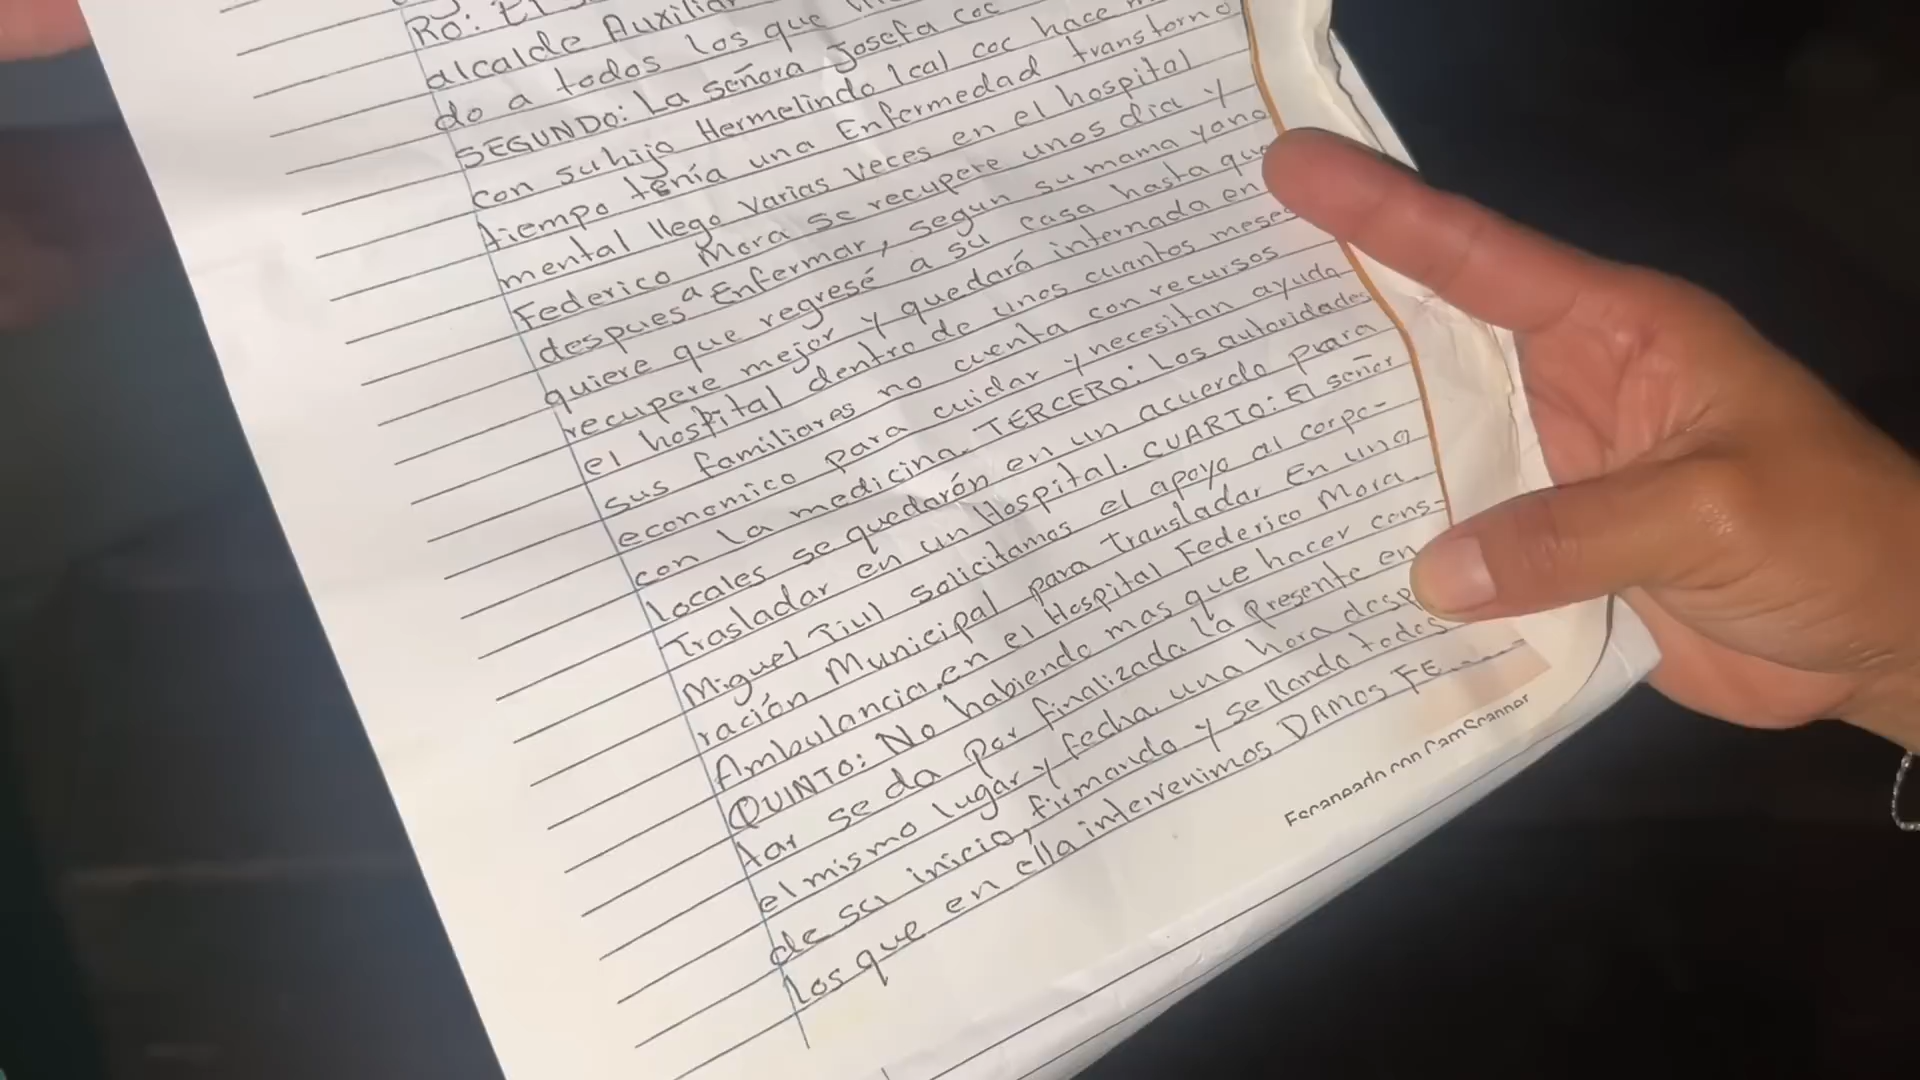 RO: El
alcalde Auxiliar
do a todos los que
SEGUNDO: La señora Josefa coc
con su hijo Hermelindo Ical coc hace
tiempo tenía una Enfermedad transtorno
mental llego varias veces en el hospital
Federico Mora se recupere unos dia y
despues a Enfermar, segun su mama yano
quiere que regresé a su casa hasta que
recupere mejor y quedará internada en
el hospital dentro de unos cuantos meses
sus familiares no cuenta con recursos
economico para cuidar y necesitan ayuda
con la medicina. TERCERO: Los autoridades
locales se quedarón en un acuerdo para
Trasladar en un Hospital. CUARTO: El señor
Miguel Tiul solicitamos el apoyo al corpo-
ración Municipal para transladar En una
Ambulancia en el Hospital Federico Mora.
QUINTO: No habiendo mas que hacer cons-
tar se da por finalizada la presente en
el mismo lugar y fecha, una hora desp
de su inicio, firmando y sellando todos
los que en ella intervenimos DAMOS FE
Escaneado con CamScanner